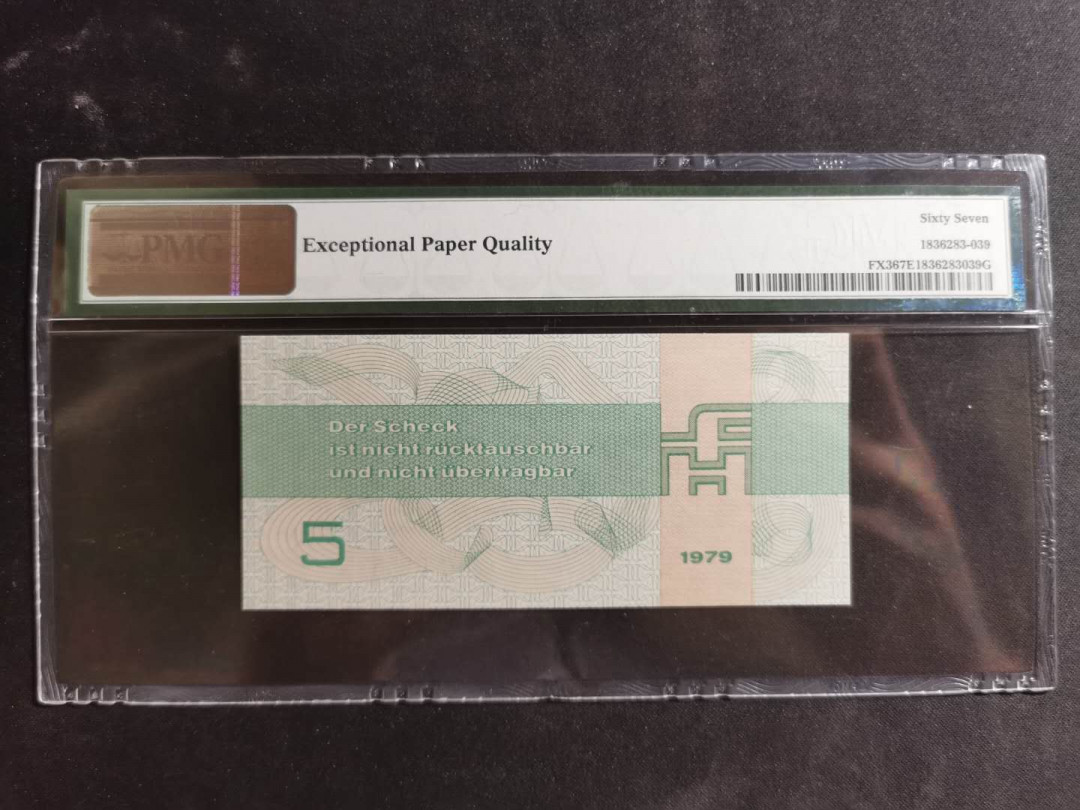 PMG
Exceptional Paper Quality
Sixty Seven
1836283-039
FX367E1836283039G
Der Scheck
ist nicht rücktauschbar
und nicht übertragbar
5
1979